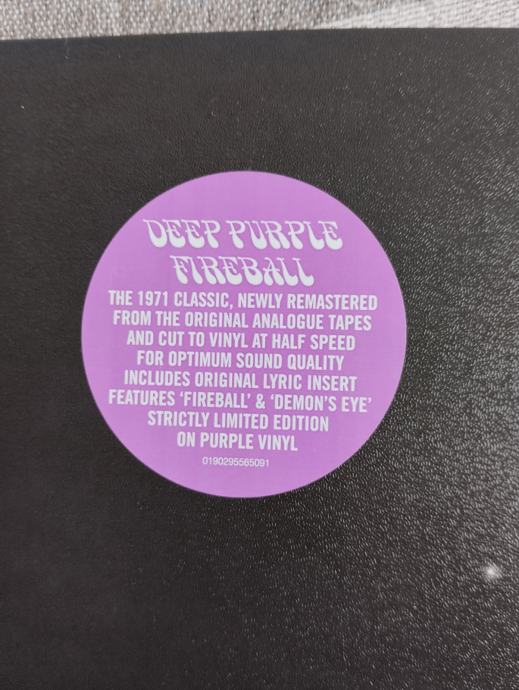 DEEP PURPLE
FIREBALL
THE 1971 CLASSIC, NEWLY REMASTERED
FROM THE ORIGINAL ANALOGUE TAPES
AND CUT TO VINYL AT HALF SPEED
FOR OPTIMUM SOUND QUALITY
INCLUDES ORIGINAL LYRIC INSERT
FEATURES ‘FIREBALL’ & ‘DEMON’S EYE’
STRICTLY LIMITED EDITION
ON PURPLE VINYL
0190295565091